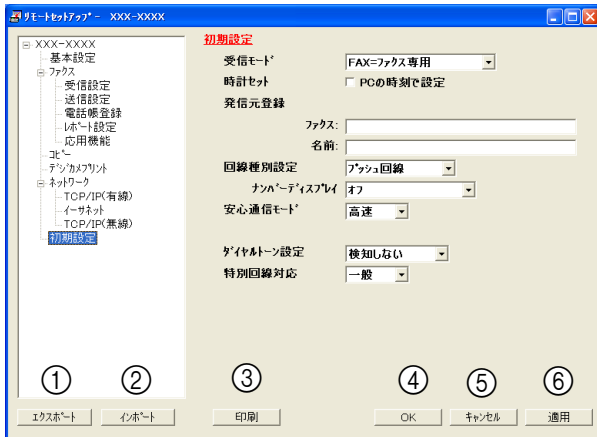 ﾘﾓｰﾄｾｯﾄｱｯﾌﾟ - XXX-XXXX
XXX-XXXX
基本設定
ﾌｧｸｽ
受信設定
送信設定
電話帳登録
ﾚﾎﾟｰﾄ設定
応用機能
ｺﾋﾟｰ
ﾃﾞｼﾞｶﾒﾌﾟﾘﾝﾄ
ﾈｯﾄﾜｰｸ
TCP/IP(有線)
ｲｰｻﾈｯﾄ
TCP/IP(無線)
初期設定
初期設定
受信ﾓｰﾄﾞ FAX=ﾌｧｸｽ専用
時計ｾｯﾄ PCの時刻で設定
発信元登録
ﾌｧｸｽ:
名前:
回線種別設定 ﾌﾟｯｼｭ回線
ﾅﾝﾊﾞｰﾃﾞｨｽﾌﾟﾚｲ ｵﾌ
安心通信ﾓｰﾄﾞ 高速
ﾀﾞｲﾔﾙﾄｰﾝ設定 検知しない
特別回線対応 一般
① ② ③ ④ ⑤ ⑥
ｴｸｽﾎﾟｰﾄ ｲﾝﾎﾟｰﾄ 印刷 OK ｷｬﾝｾﾙ 適用